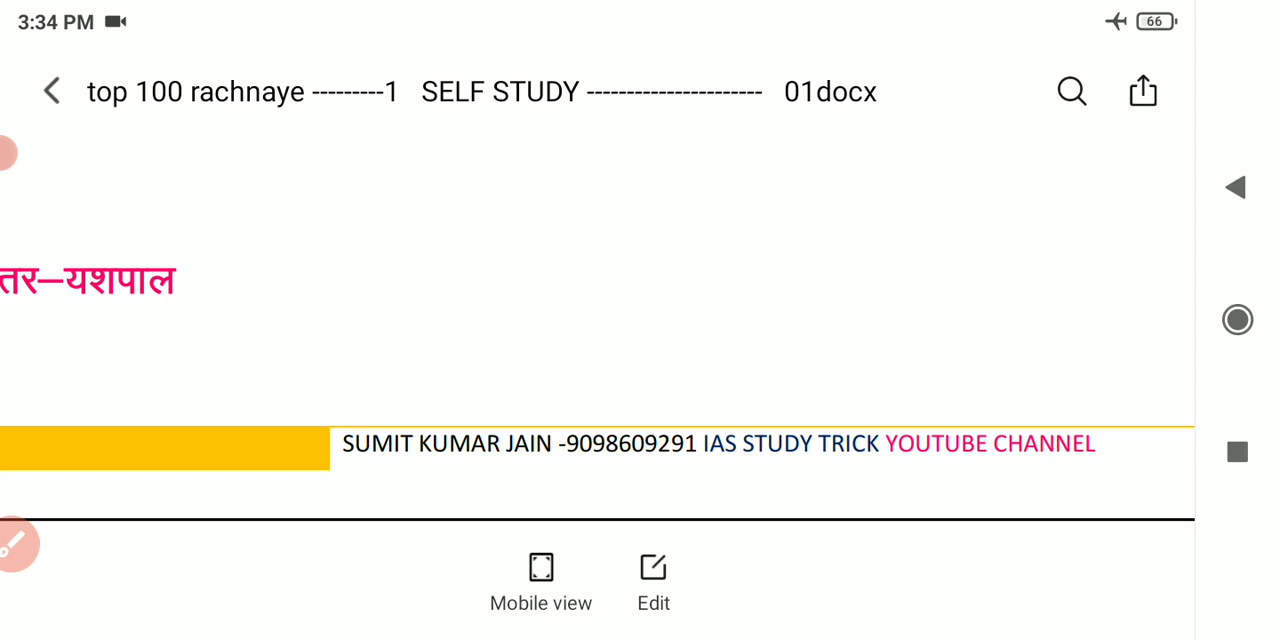 3:34 PM
66
top 100 rachnaye ---------1 SELF STUDY ---------------------- 01docx
तर–यशपाल
SUMIT KUMAR JAIN -9098609291 IAS STUDY TRICK YOUTUBE CHANNEL
Mobile view
Edit